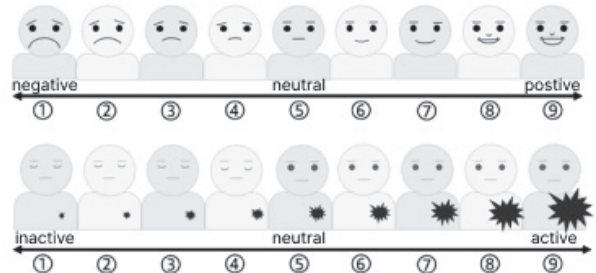 negative neutral postive
① ② ③ ④ ⑤ ⑥ ⑦ ⑧ ⑨
inactive neutral active
① ② ③ ④ ⑤ ⑥ ⑦ ⑧ ⑨